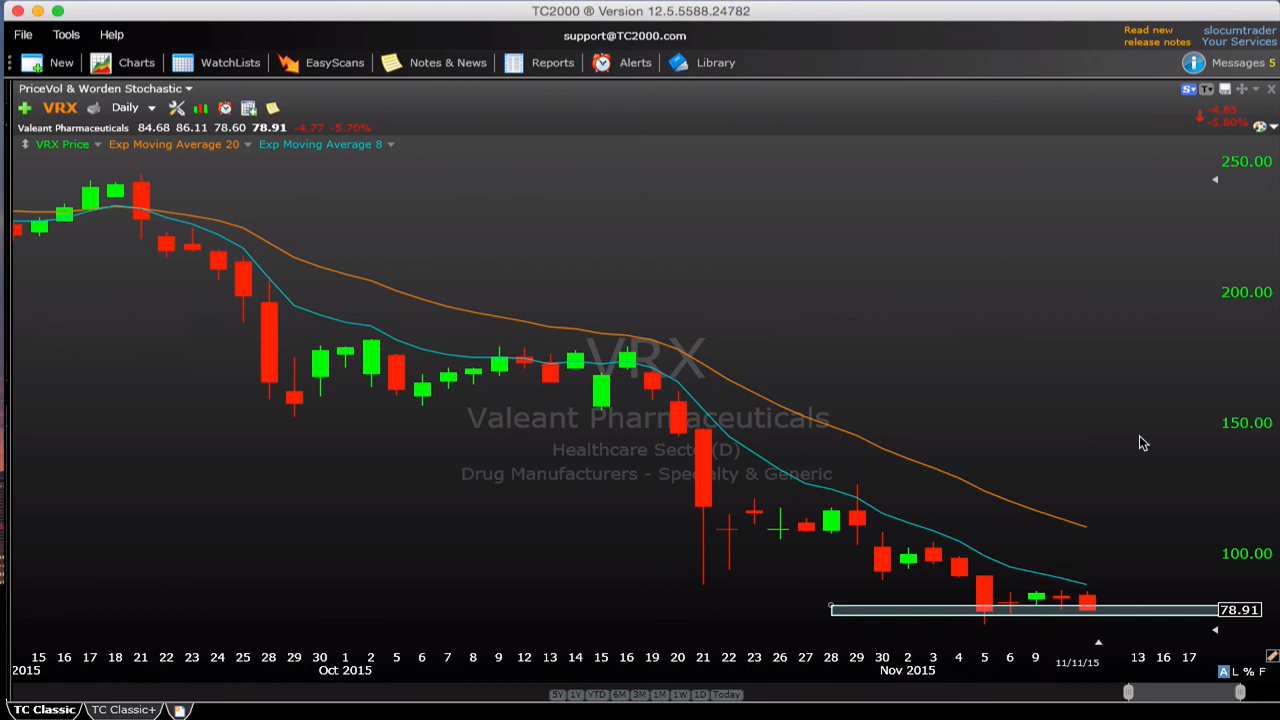 TC2000 ® Version 12.5.5588.24782
File Tools Help
support@TC2000.com
Read new
release notes
slocumtrader
Your Services
New Charts WatchLists EasyScans Notes & News Reports Alerts Library
Messages 5
PriceVol & Worden Stochastic
S T
VRX Daily
Valeant Pharmaceuticals 84.68 86.11 78.60 78.91 -4.77 -5.70%
-4.85
-5.80%
VRX Price Exp Moving Average 20 Exp Moving Average 8
250.00
200.00
150.00
100.00
78.91
VRX
Valeant Pharmaceuticals
Healthcare Sector (D)
Drug Manufacturers - Specialty & Generic
15 16 17 18 21 22 23 24 25 28 29 30 1 2 5 6 7 8 9 12 13 14 15 16 19 20 21 22 23 26 27 28 29 30 2 3 4 5 6 9 11/11/15 13 16 17
2015 Oct 2015 Nov 2015
A L % F
5Y 1Y YTD 6M 3M 1M 1W 1D Today
TC Classic TC Classic+